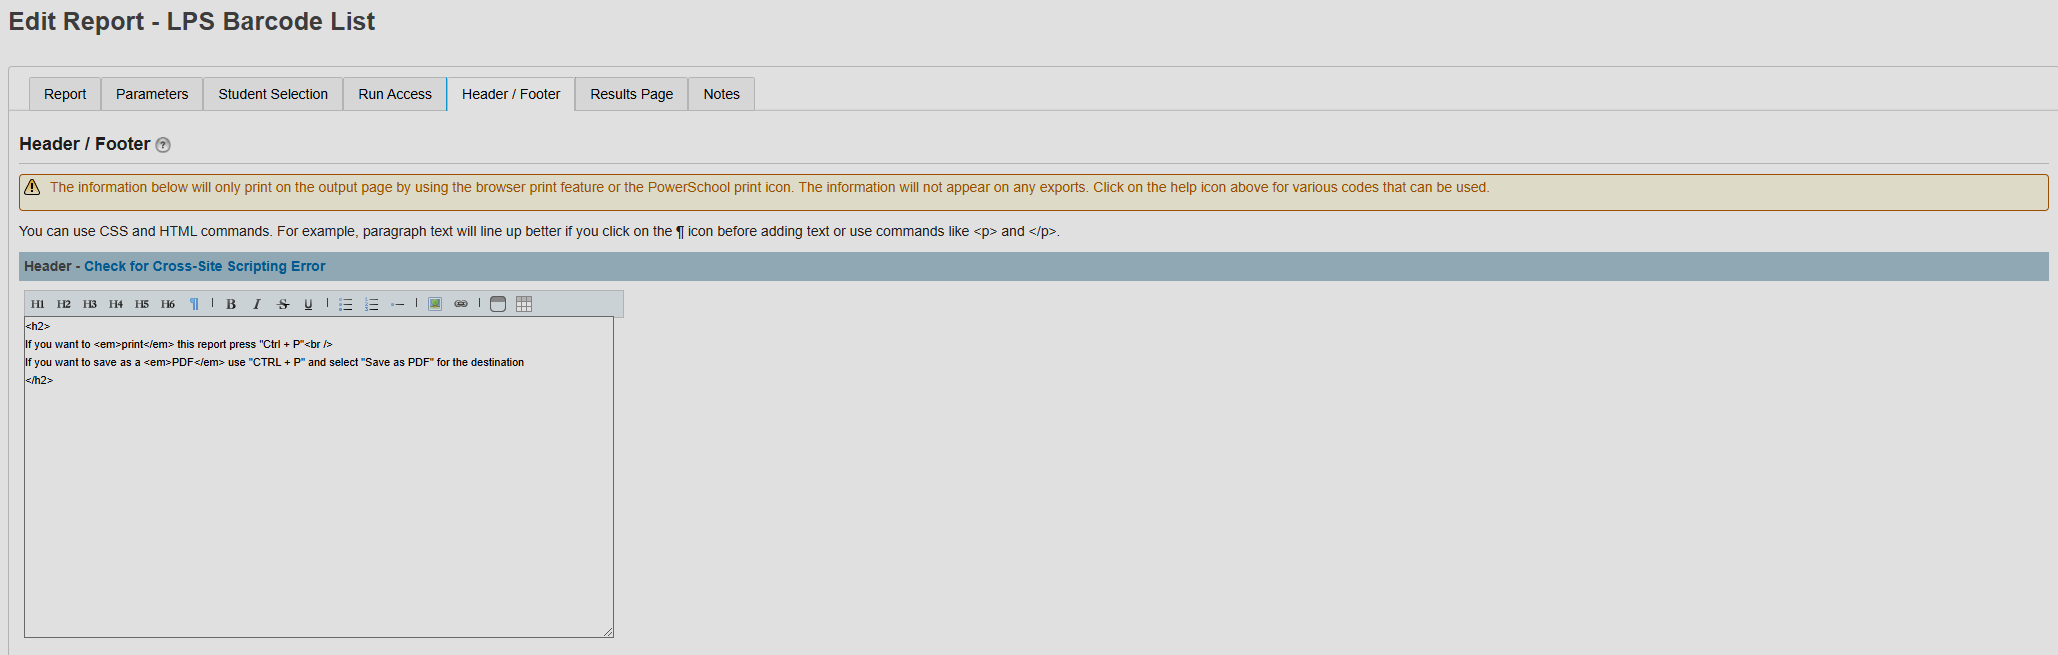 Edit Report - LPS Barcode List
Report Parameters Student Selection Run Access Header / Footer Results Page Notes
Header / Footer ?
The information below will only print on the output page by using the browser print feature or the PowerSchool print icon. The information will not appear on any exports. Click on the help icon above for various codes that can be used.
You can use CSS and HTML commands. For example, paragraph text will line up better if you click on the ¶ icon before adding text or use commands like <p> and </p>.
Header - Check for Cross-Site Scripting Error
H1 H2 H3 H4 H5 H6 ¶ B I S U
<h2>
If you want to <em>print</em> this report press "Ctrl + P"<br />
If you want to save as a <em>PDF</em> use "CTRL + P" and select "Save as PDF" for the destination
</h2>